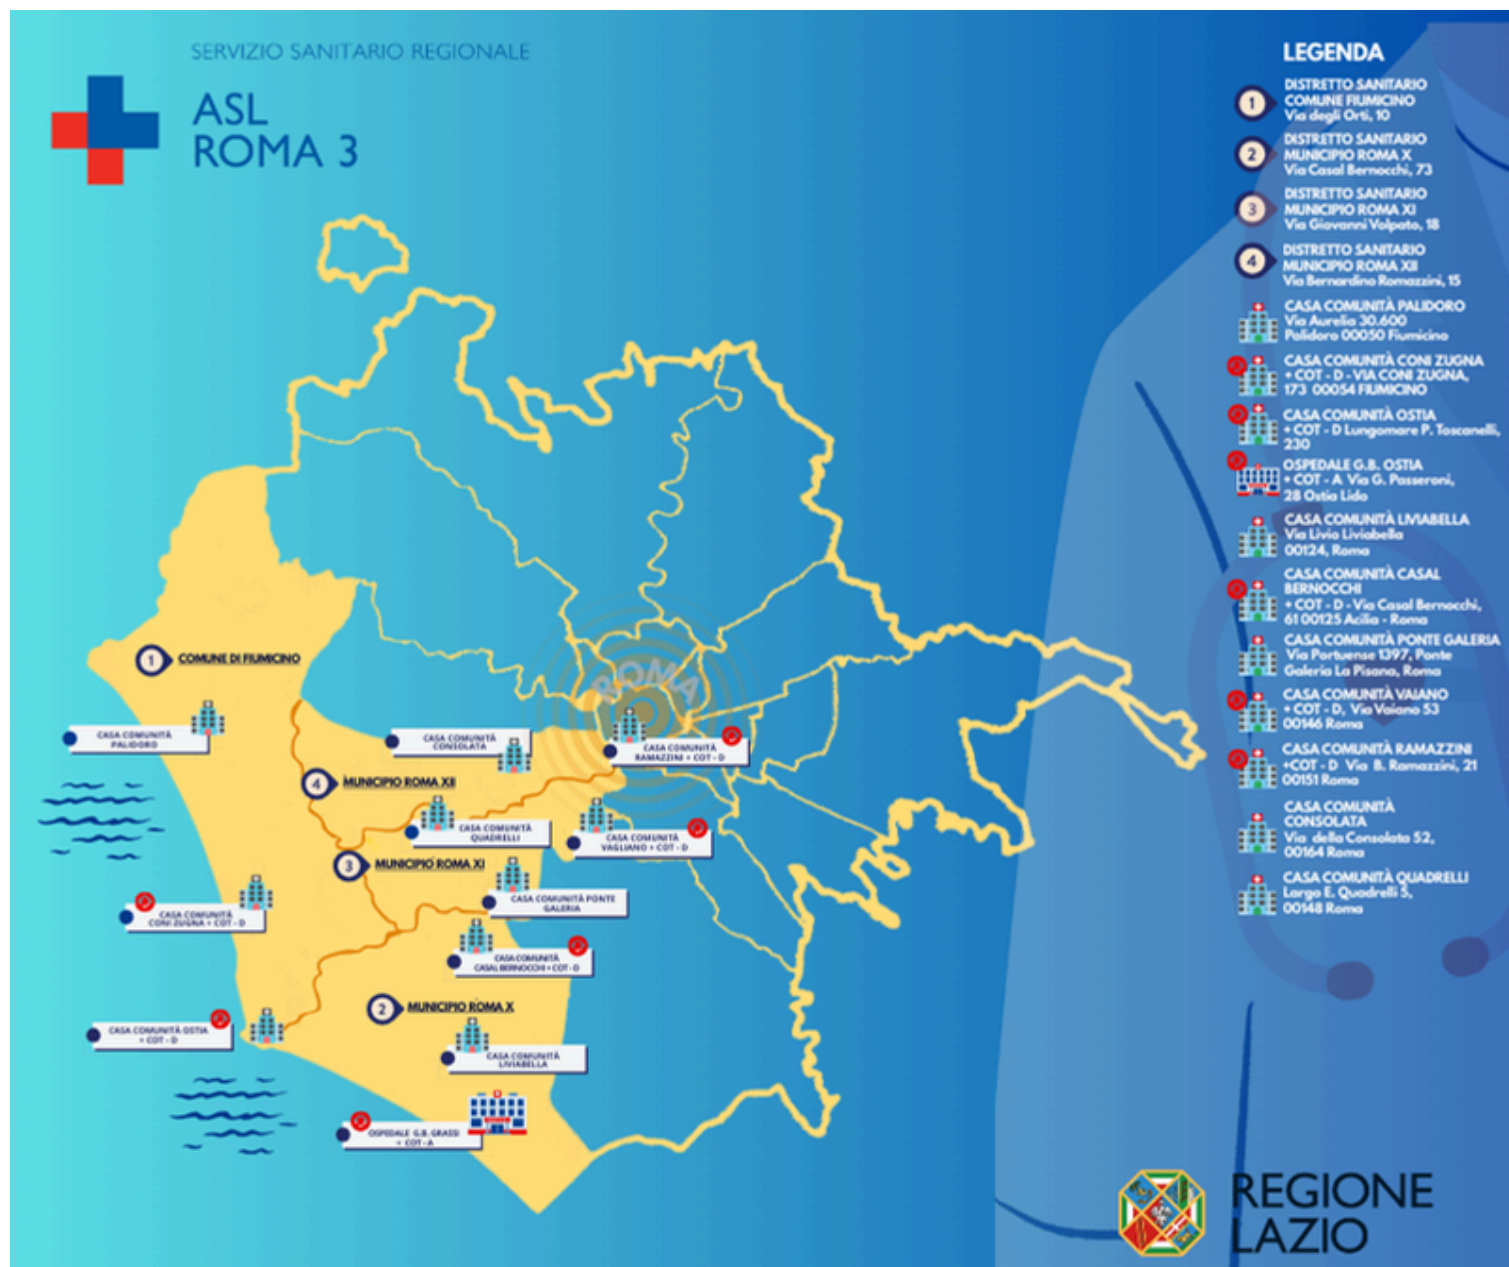 SERVIZIO SANITARIO REGIONALE
ASL
ROMA 3
ROMA
1
COMUNE DI FIUMICINO
CASA COMUNITÀ
PALIDORO
CASA COMUNITÀ
CONSOLATA
CASA COMUNITÀ
RAMAZZINI + COT - D
4
MUNICIPIO ROMA XII
CASA COMUNITÀ
QUADRELLI
CASA COMUNITÀ
VAGLIANO + COT - D
3
MUNICIPIO ROMA XI
CASA COMUNITÀ PONTE
GALERIA
CASA COMUNITÀ
CONI ZUGNA + COT - D
CASA COMUNITÀ
CASAL BERNOCCHI + COT - D
2
MUNICIPIO ROMA X
CASA COMUNITÀ OSTIA
+ COT - D
CASA COMUNITÀ
LIVIABELLA
OSPEDALE G.B. GRASSI
+ COT - A
LEGENDA
1
DISTRETTO SANITARIO
COMUNE FIUMICINO
Via degli Orti, 10
2
DISTRETTO SANITARIO
MUNICIPIO ROMA X
Via Casal Bernocchi, 73
3
DISTRETTO SANITARIO
MUNICIPIO ROMA XI
Via Giovanni Volpato, 18
4
DISTRETTO SANITARIO
MUNICIPIO ROMA XII
Via Bernardino Romazzini, 15
CASA COMUNITÀ PALIDORO
Via Aurelia 30.600
Palidoro 00050 Fiumicino
CASA COMUNITÀ CONI ZUGNA
+ COT - D - VIA CONI ZUGNA,
173 00054 FIUMICINO
CASA COMUNITÀ OSTIA
+ COT - D Lungomare P. Toscanelli,
230
OSPEDALE G.B. OSTIA
+ COT - A Via G. Passeroni,
28 Ostia Lido
CASA COMUNITÀ LIVIABELLA
Via Livio Liviabella
00124, Roma
CASA COMUNITÀ CASAL
BERNOCCHI
+ COT - D - Via Casal Bernocchi,
61 00125 Acilia - Roma
CASA COMUNITÀ PONTE GALERIA
Via Portuense 1397, Ponte
Galeria La Pisana, Roma
CASA COMUNITÀ VAIANO
+ COT - D, Via Vaiano 53
00146 Roma
CASA COMUNITÀ RAMAZZINI
+COT - D Via B. Ramazzini, 21
00151 Roma
CASA COMUNITÀ
CONSOLATA
Via della Consolata 52,
00164 Roma
CASA COMUNITÀ QUADRELLI
Largo E. Quadrelli 5,
00148 Roma
REGIONE
LAZIO